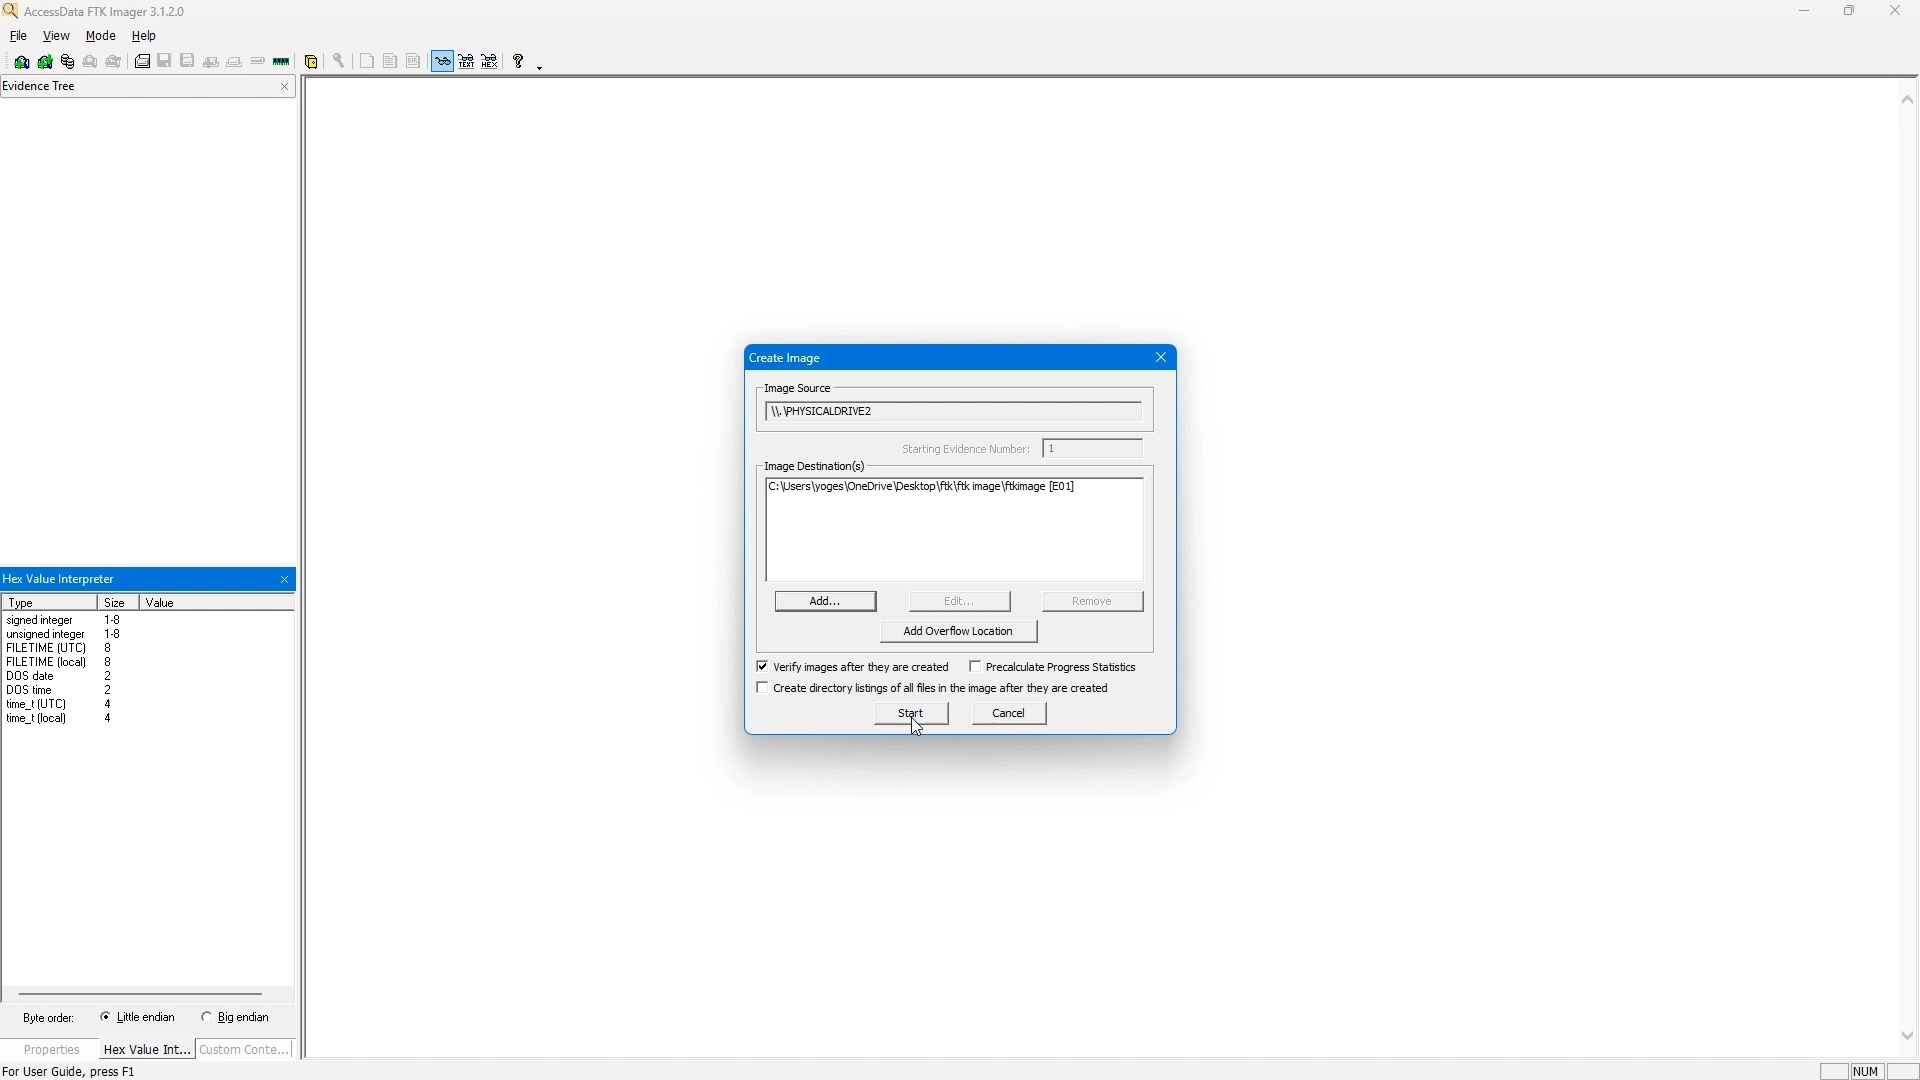 AccessData FTK Imager 3.1.2.0
File View Mode Help
TEXT HEX ?
Evidence Tree
Create Image
Image Source
\\.\PHYSICALDRIVE2
Starting Evidence Number: 1
Image Destination(s)
C:\Users\yoges\OneDrive\Desktop\ftk\ftk image\ftkimage [E01]
Add... Edit... Remove
Add Overflow Location
Verify images after they are created Precalculate Progress Statistics
Create directory listings of all files in the image after they are created
Start Cancel
Hex Value Interpreter
Type Size Value
signed integer 1-8
unsigned integer 1-8
FILETIME (UTC) 8
FILETIME (local) 8
DOS date 2
DOS time 2
time_t (UTC) 4
time_t (local) 4
Byte order: Little endian Big endian
Properties Hex Value Int... Custom Conte...
For User Guide, press F1
NUM